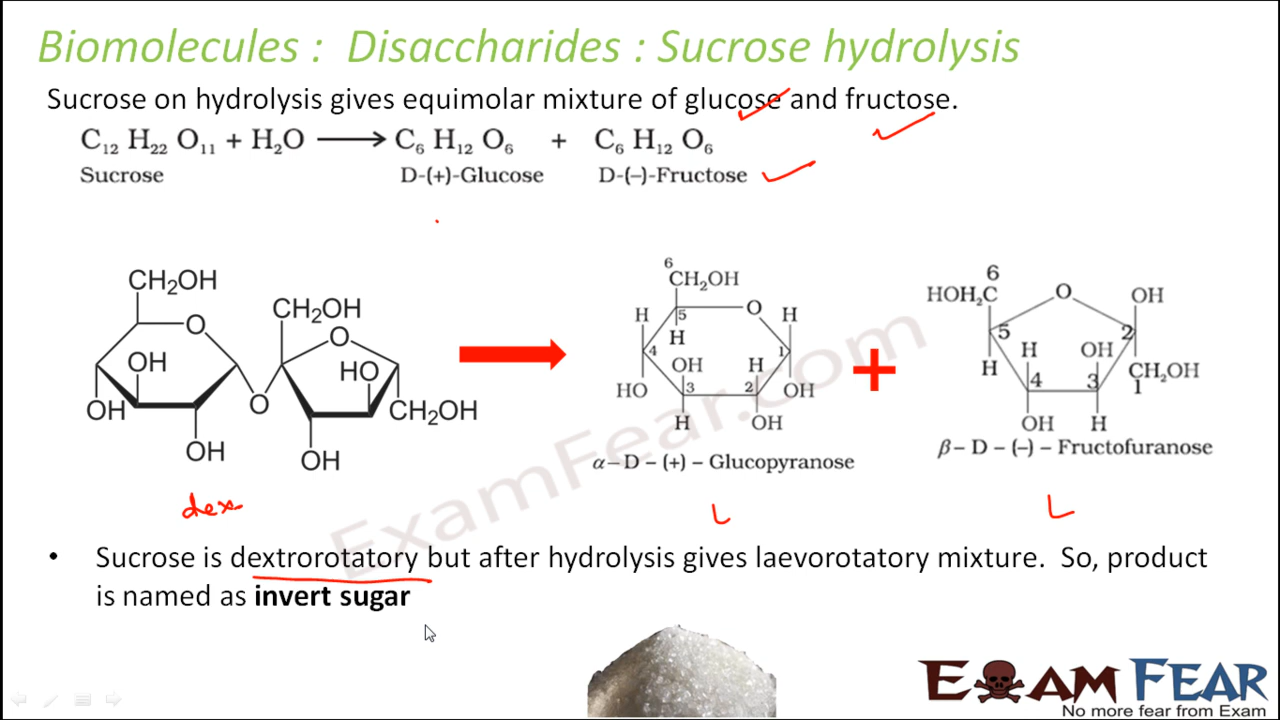 Biomolecules : Disaccharides : Sucrose hydrolysis
Sucrose on hydrolysis gives equimolar mixture of glucose and fructose.
C₁₂ H₂₂ O₁₁ + H₂O ⟶ C₆ H₁₂ O₆ + C₆ H₁₂ O₆
Sucrose D-(+)-Glucose D-(–)-Fructose
CH₂OH
O
OH
OH
OH
O
CH₂OH
O
HO
CH₂OH
OH
6
CH₂OH
H 5 O H
H
4 OH H 1
HO 3 2 OH
H OH
α– D – (+) – Glucopyranose
+
6
HOH₂C O OH
5 2
H OH
H 4 3 CH₂OH
1
OH H
β– D – (–) – Fructofuranose
dex L L
• Sucrose is dextrorotatory but after hydrolysis gives laevorotatory mixture. So, product
is named as invert sugar
ExamFear.com
EXAM FEAR
No more fear from Exam